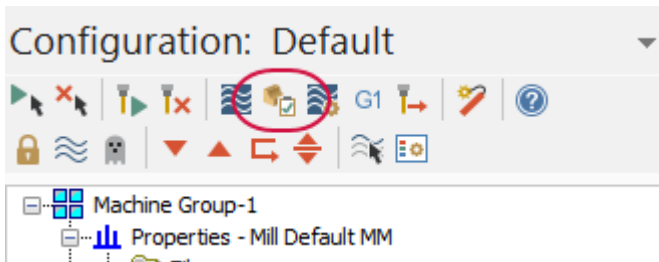 Configuration: Default
G1
Machine Group-1
Properties - Mill Default MM